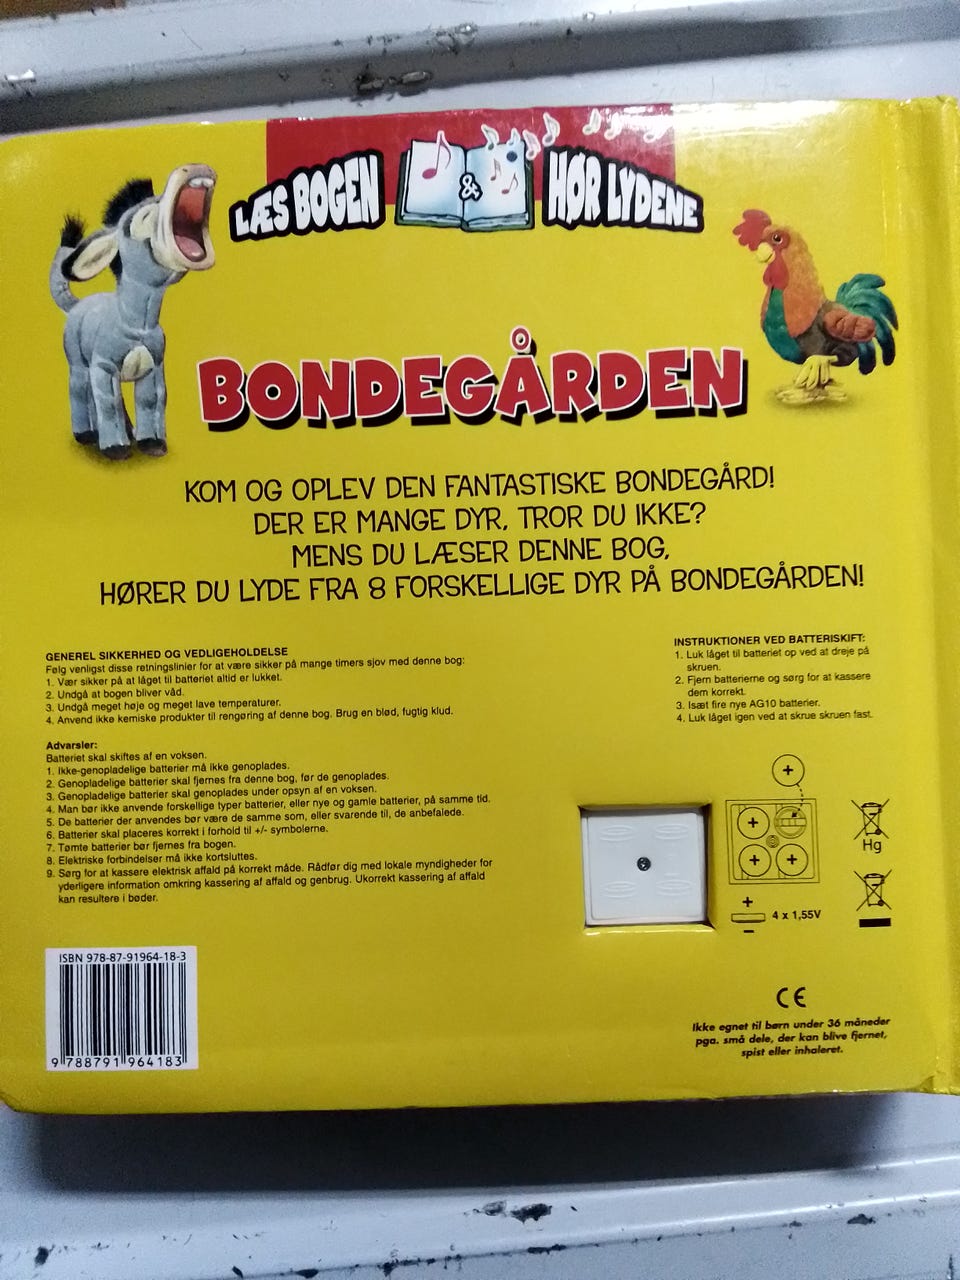 LÆS BOGEN & HØR LYDENE
BONDEGÅRDEN
KOM OG OPLEV DEN FANTASTISKE BONDEGÅRD!
DER ER MANGE DYR, TROR DU IKKE?
MENS DU LÆSER DENNE BOG,
HØRER DU LYDE FRA 8 FORSKELLIGE DYR PÅ BONDEGÅRDEN!
GENEREL SIKKERHED OG VEDLIGEHOLDELSE
Følg venligst disse retningslinier for at være sikker på mange timers sjov med denne bog:
1. Vær sikker på at låget til batteriet altid er lukket.
2. Undgå at bogen bliver våd.
3. Undgå meget høje og meget lave temperaturer.
4. Anvend ikke kemiske produkter til rengøring af denne bog. Brug en blød, fugtig klud.
Advarsler:
Batteriet skal skiftes af en voksen.
1. Ikke-genopladelige batterier må ikke genoplades.
2. Genopladelige batterier skal fjernes fra denne bog, før de genoplades.
3. Genopladelige batterier skal genoplades under opsyn af en voksen.
4. Man bør ikke anvende forskellige typer batterier, eller nye og gamle batterier, på samme tid.
5. De batterier der anvendes bør være de samme som, eller svarende til, de anbefalede.
6. Batterier skal placeres korrekt i forhold til +/- symbolerne.
7. Tømte batterier bør fjernes fra bogen.
8. Elektriske forbindelser må ikke kortsluttes.
9. Sørg for at kassere elektrisk affald på korrekt måde. Rådfør dig med lokale myndigheder for
yderligere information omkring kassering af affald og genbrug. Ukorrekt kassering af affald
kan resultere i bøder.
INSTRUKTIONER VED BATTERISKIFT:
1. Luk låget til batteriet op ved at dreje på
skruen.
2. Fjern batterierne og sørg for at kassere
dem korrekt.
3. Isæt fire nye AG10 batterier.
4. Luk låget igen ved at skrue skruen fast.
+
+
+ +
+
4 x 1,55V
-
Hg
ISBN 978-87-91964-18-3
9 788791 964183
CE
Ikke egnet til børn under 36 måneder
pga. små dele, der kan blive fjernet,
spist eller inhaleret.